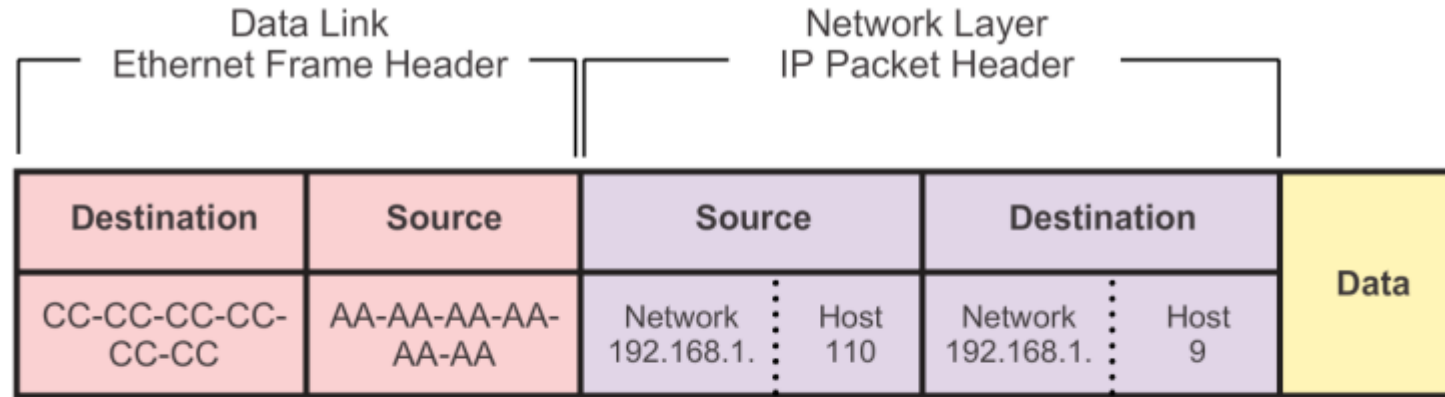 Data Link
Ethernet Frame Header
Network Layer
IP Packet Header
Destination
Source
Source
Destination
Data
CC-CC-CC-CC-
CC-CC
AA-AA-AA-AA-
AA-AA
Network
192.168.1.
Host
110
Network
192.168.1.
Host
9